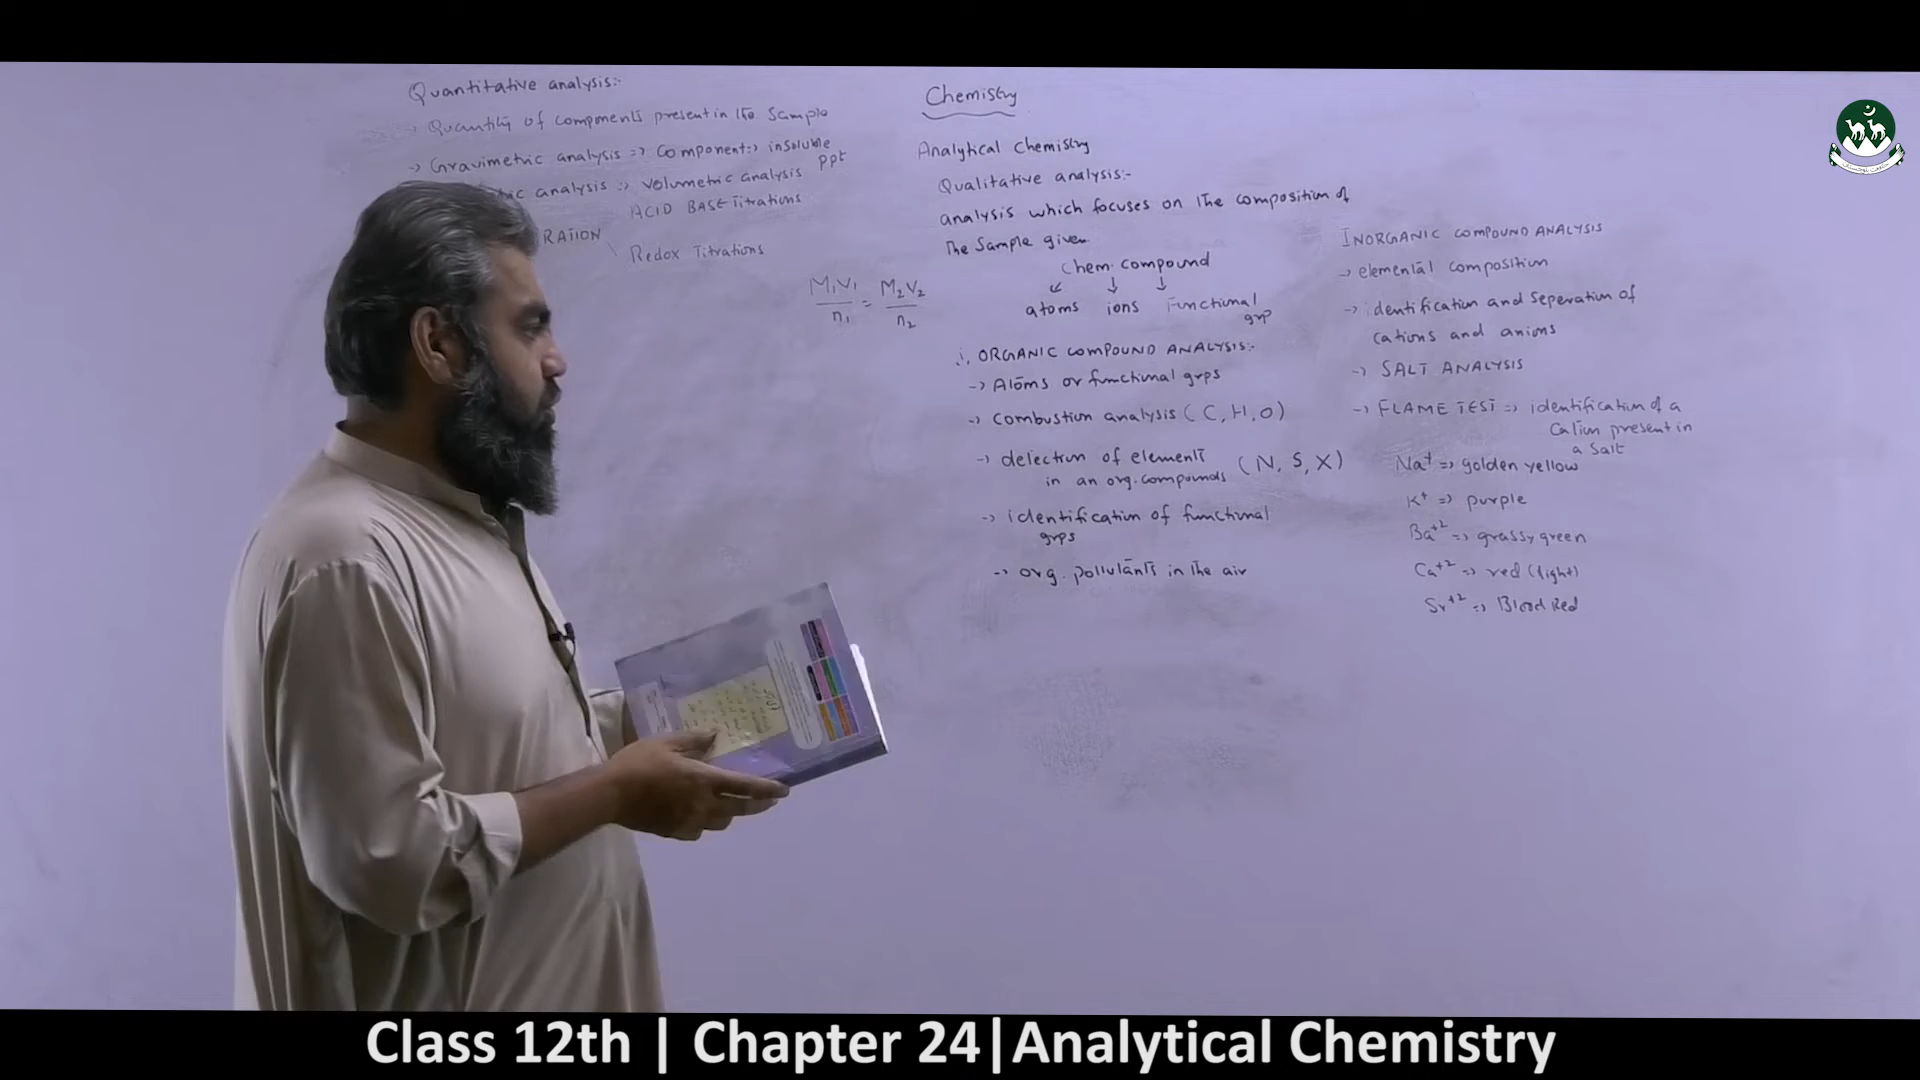 Quantitative analysis:-
-> Quantity of components present in the Sample
-> Gravimetric analysis => Component => insoluble
ppt
ric analysis => Volumetric analysis
ACID BASE Titrations
RATION
Redox Titrations
M1V1 / n1 = M2V2 / n2
Chemistry
Analytical Chemistry
Qualitative analysis:-
analysis which focuses on the composition of
The Sample given.
Chem. compound
atoms ions Functional
grp
i. ORGANIC COMPOUND ANALYSIS:-
-> Atoms or functional grps
-> Combustion analysis (C, H, O)
-> detection of elements
in an org. compounds (N, S, X)
-> identification of functional
grps
-> org. pollutants in the air
INORGANIC COMPOUND ANALYSIS
-> elemental composition
-> identification and seperation of
cations and anions
-> SALT ANALYSIS
-> FLAME TEST => identification of a
Cation present in
a Salt
Na+ => golden yellow
K+ => purple
Ba+2 => grassy green
Ca+2 => red (light)
Sr+2 => Blood Red
Class 12th | Chapter 24|Analytical Chemistry